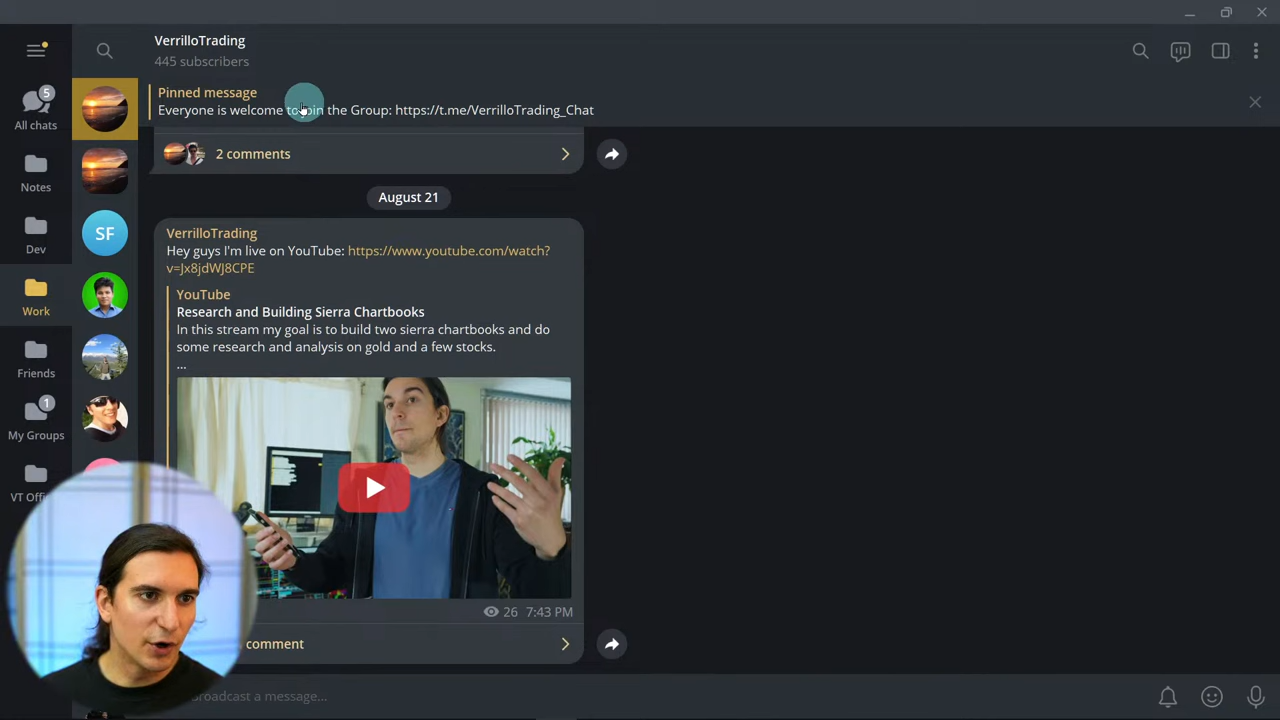 VerrilloTrading
445 subscribers
5
All chats
Pinned message
Everyone is welcome to join the Group: https://t.me/VerrilloTrading_Chat
2 comments
Notes
August 21
SF
Dev
VerrilloTrading
Hey guys I'm live on YouTube: https://www.youtube.com/watch?
v=Jx8jdWJ8CPE
Work
YouTube
Research and Building Sierra Chartbooks
In this stream my goal is to build two sierra chartbooks and do
some research and analysis on gold and a few stocks.
...
Friends
1
My Groups
VT
26 7:43 PM
comment
broadcast a message...